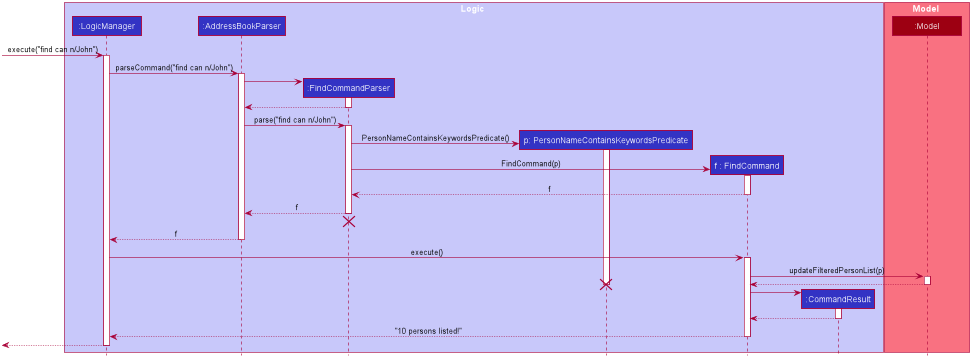 Logic
Model
:LogicManager
:AddressBookParser
:Model
execute("find can n/John")
parseCommand("find can n/John")
:FindCommandParser
parse("find can n/John")
PersonNameContainsKeywordsPredicate()
p: PersonNameContainsKeywordsPredicate
FindCommand(p)
f : FindCommand
f
f
f
execute()
updateFilteredPersonList(p)
:CommandResult
"10 persons listed!"